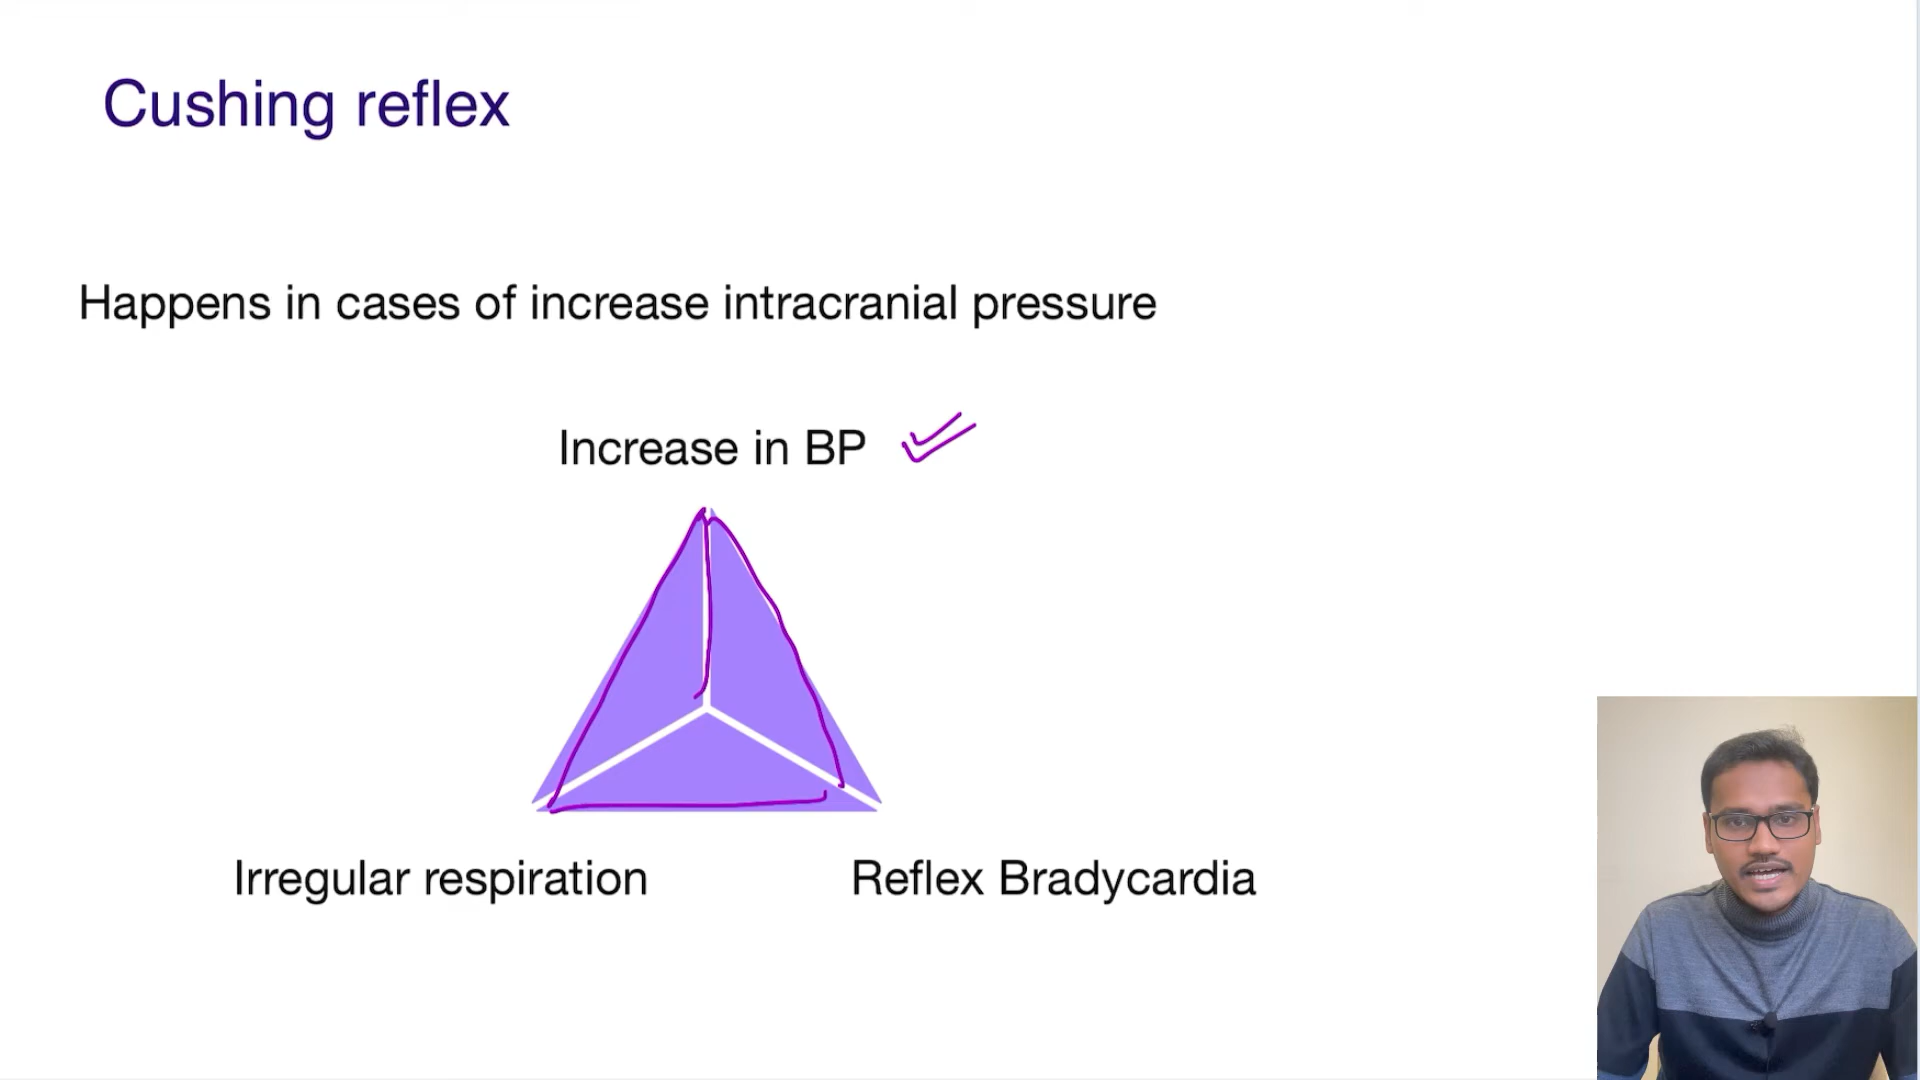 Cushing reflex
Happens in cases of increase intracranial pressure
Increase in BP
Irregular respiration
Reflex Bradycardia